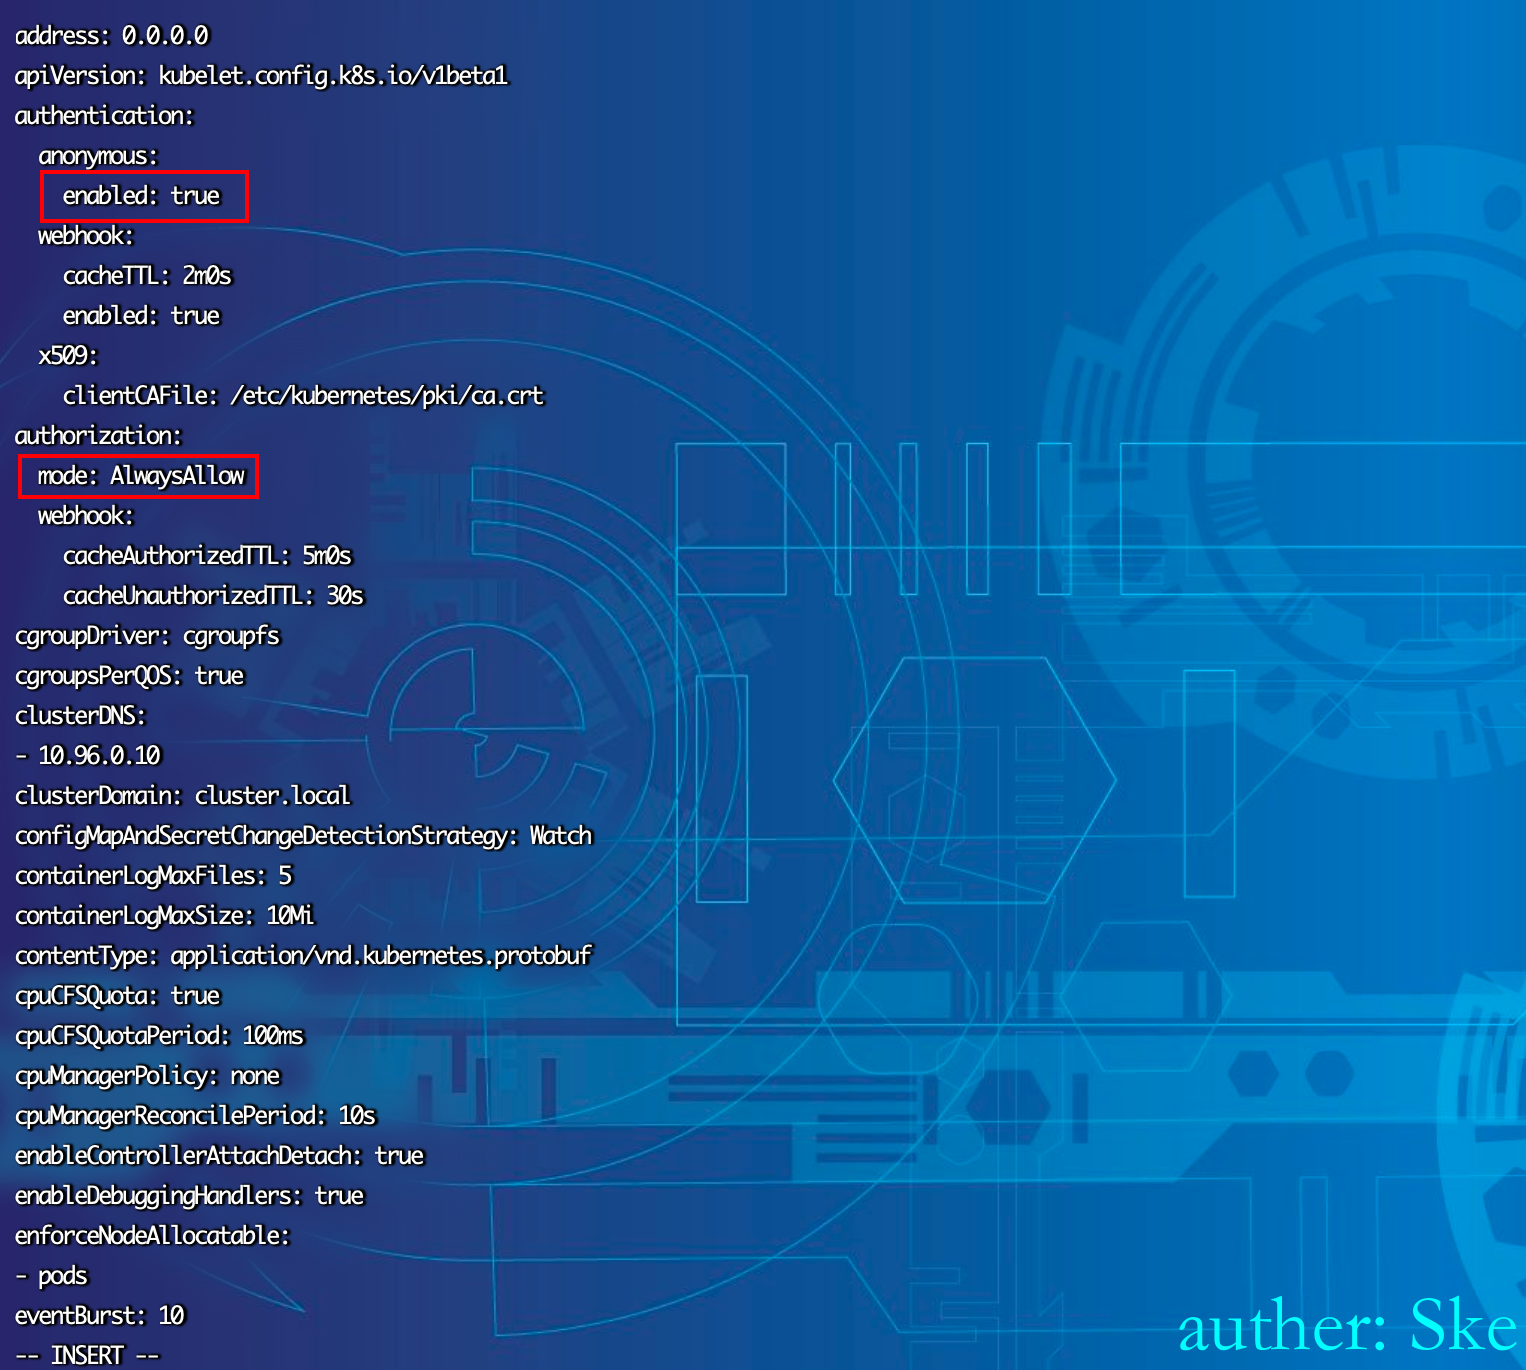 address: 0.0.0.0
apiVersion: kubelet.config.k8s.io/v1beta1
authentication:
  anonymous:
    enabled: true
  webhook:
    cacheTTL: 2m0s
    enabled: true
  x509:
    clientCAFile: /etc/kubernetes/pki/ca.crt
authorization:
  mode: AlwaysAllow
  webhook:
    cacheAuthorizedTTL: 5m0s
    cacheUnauthorizedTTL: 30s
cgroupDriver: cgroupfs
cgroupsPerQOS: true
clusterDNS:
- 10.96.0.10
clusterDomain: cluster.local
configMapAndSecretChangeDetectionStrategy: Watch
containerLogMaxFiles: 5
containerLogMaxSize: 10Mi
contentType: application/vnd.kubernetes.protobuf
cpuCFSQuota: true
cpuCFSQuotaPeriod: 100ms
cpuManagerPolicy: none
cpuManagerReconcilePeriod: 10s
enableControllerAttachDetach: true
enableDebuggingHandlers: true
enforceNodeAllocatable:
- pods
eventBurst: 10
-- INSERT --
auther: Ske